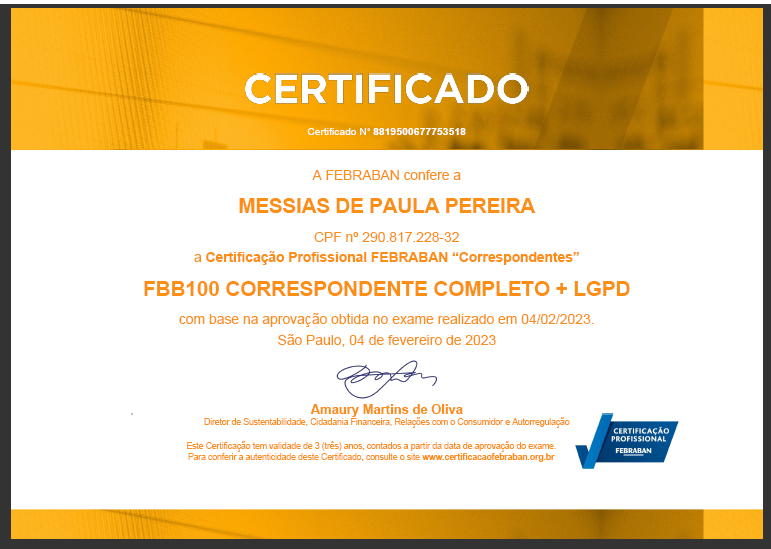 CERTIFICADO
Certificado N° 8819500677753518
A FEBRABAN confere a
MESSIAS DE PAULA PEREIRA
CPF nº 290.817.228-32
a Certificação Profissional FEBRABAN “Correspondentes”
FBB100 CORRESPONDENTE COMPLETO + LGPD
com base na aprovação obtida no exame realizado em 04/02/2023.
São Paulo, 04 de fevereiro de 2023
Amaury Martins de Oliva
Diretor de Sustentabilidade, Cidadania Financeira, Relações com o Consumidor e Autorregulação
Este Certificação tem validade de 3 (três) anos, contados a partir da data de aprovação do exame.
Para conferir a autenticidade deste Certificado, consulte o site www.certificacaofebraban.org.br
CERTIFICAÇÃO
PROFISSIONAL
FEBRABAN